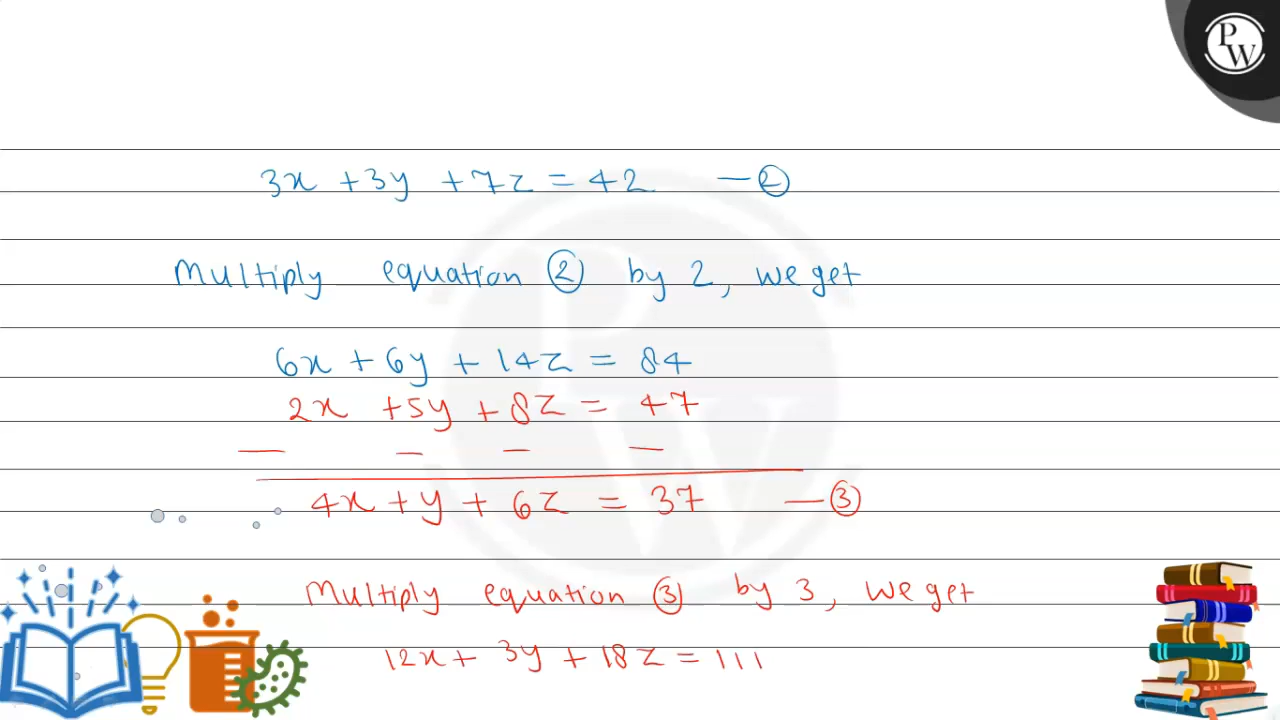 PW
3x + 3y + 7z = 42 — ②
Multiply equation ② by 2, we get
6x + 6y + 14z = 84
2x + 5y + 8z = 47
— — — —
4x + y + 6z = 37 — ③
Multiply equation ③ by 3, we get
12x + 3y + 18z = 111